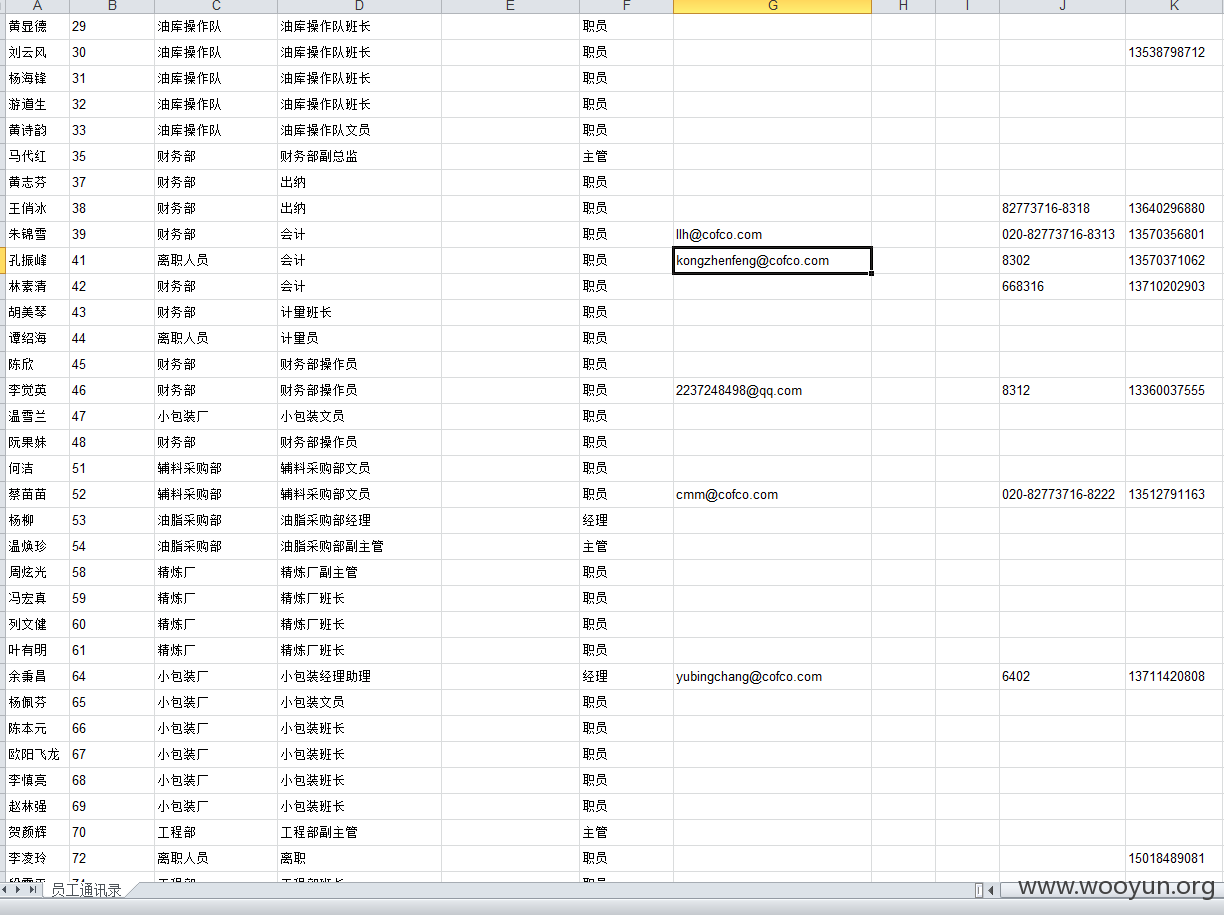 A B C D E F G H I J K
黄显德 29 油库操作队 油库操作队班长 职员
刘云风 30 油库操作队 油库操作队班长 职员 13538798712
杨海锋 31 油库操作队 油库操作队班长 职员
游道生 32 油库操作队 油库操作队班长 职员
黄诗韵 33 油库操作队 油库操作队文员 职员
马代红 35 财务部 财务部副总监 主管
黄志芬 37 财务部 出纳 职员
王俏冰 38 财务部 出纳 职员 82773716-8318 13640296880
朱锦雪 39 财务部 会计 职员 llh@cofco.com 020-82773716-8313 13570356801
孔振峰 41 离职人员 会计 职员 kongzhenfeng@cofco.com 8302 13570371062
林素清 42 财务部 会计 职员 668316 13710202903
胡美琴 43 财务部 计量班长 职员
谭绍海 44 离职人员 计量员 职员
陈欣 45 财务部 财务部操作员 职员
李觉英 46 财务部 财务部操作员 职员 2237248498@qq.com 8312 13360037555
温雪兰 47 小包装厂 小包装文员 职员
阮果妹 48 财务部 财务部操作员 职员
何洁 51 辅料采购部 辅料采购部文员 职员
蔡苗苗 52 辅料采购部 辅料采购部文员 职员 cmm@cofco.com 020-82773716-8222 13512791163
杨柳 53 油脂采购部 油脂采购部经理 经理
温焕珍 54 油脂采购部 油脂采购部副主管 主管
周炫光 58 精炼厂 精炼厂副主管 职员
冯宏真 59 精炼厂 精炼厂班长 职员
列文健 60 精炼厂 精炼厂班长 职员
叶有明 61 精炼厂 精炼厂班长 职员
余秉昌 64 小包装厂 小包装经理助理 经理 yubingchang@cofco.com 6402 13711420808
杨佩芬 65 小包装厂 小包装文员 职员
陈本元 66 小包装厂 小包装班长 职员
欧阳飞龙 67 小包装厂 小包装班长 职员
李慎亮 68 小包装厂 小包装班长 职员
赵林强 69 小包装厂 小包装班长 职员
贺颜辉 70 工程部 工程部副主管 主管
李凌玲 72 离职人员 离职 职员 15018489081
员工通讯录
www.wooyun.org